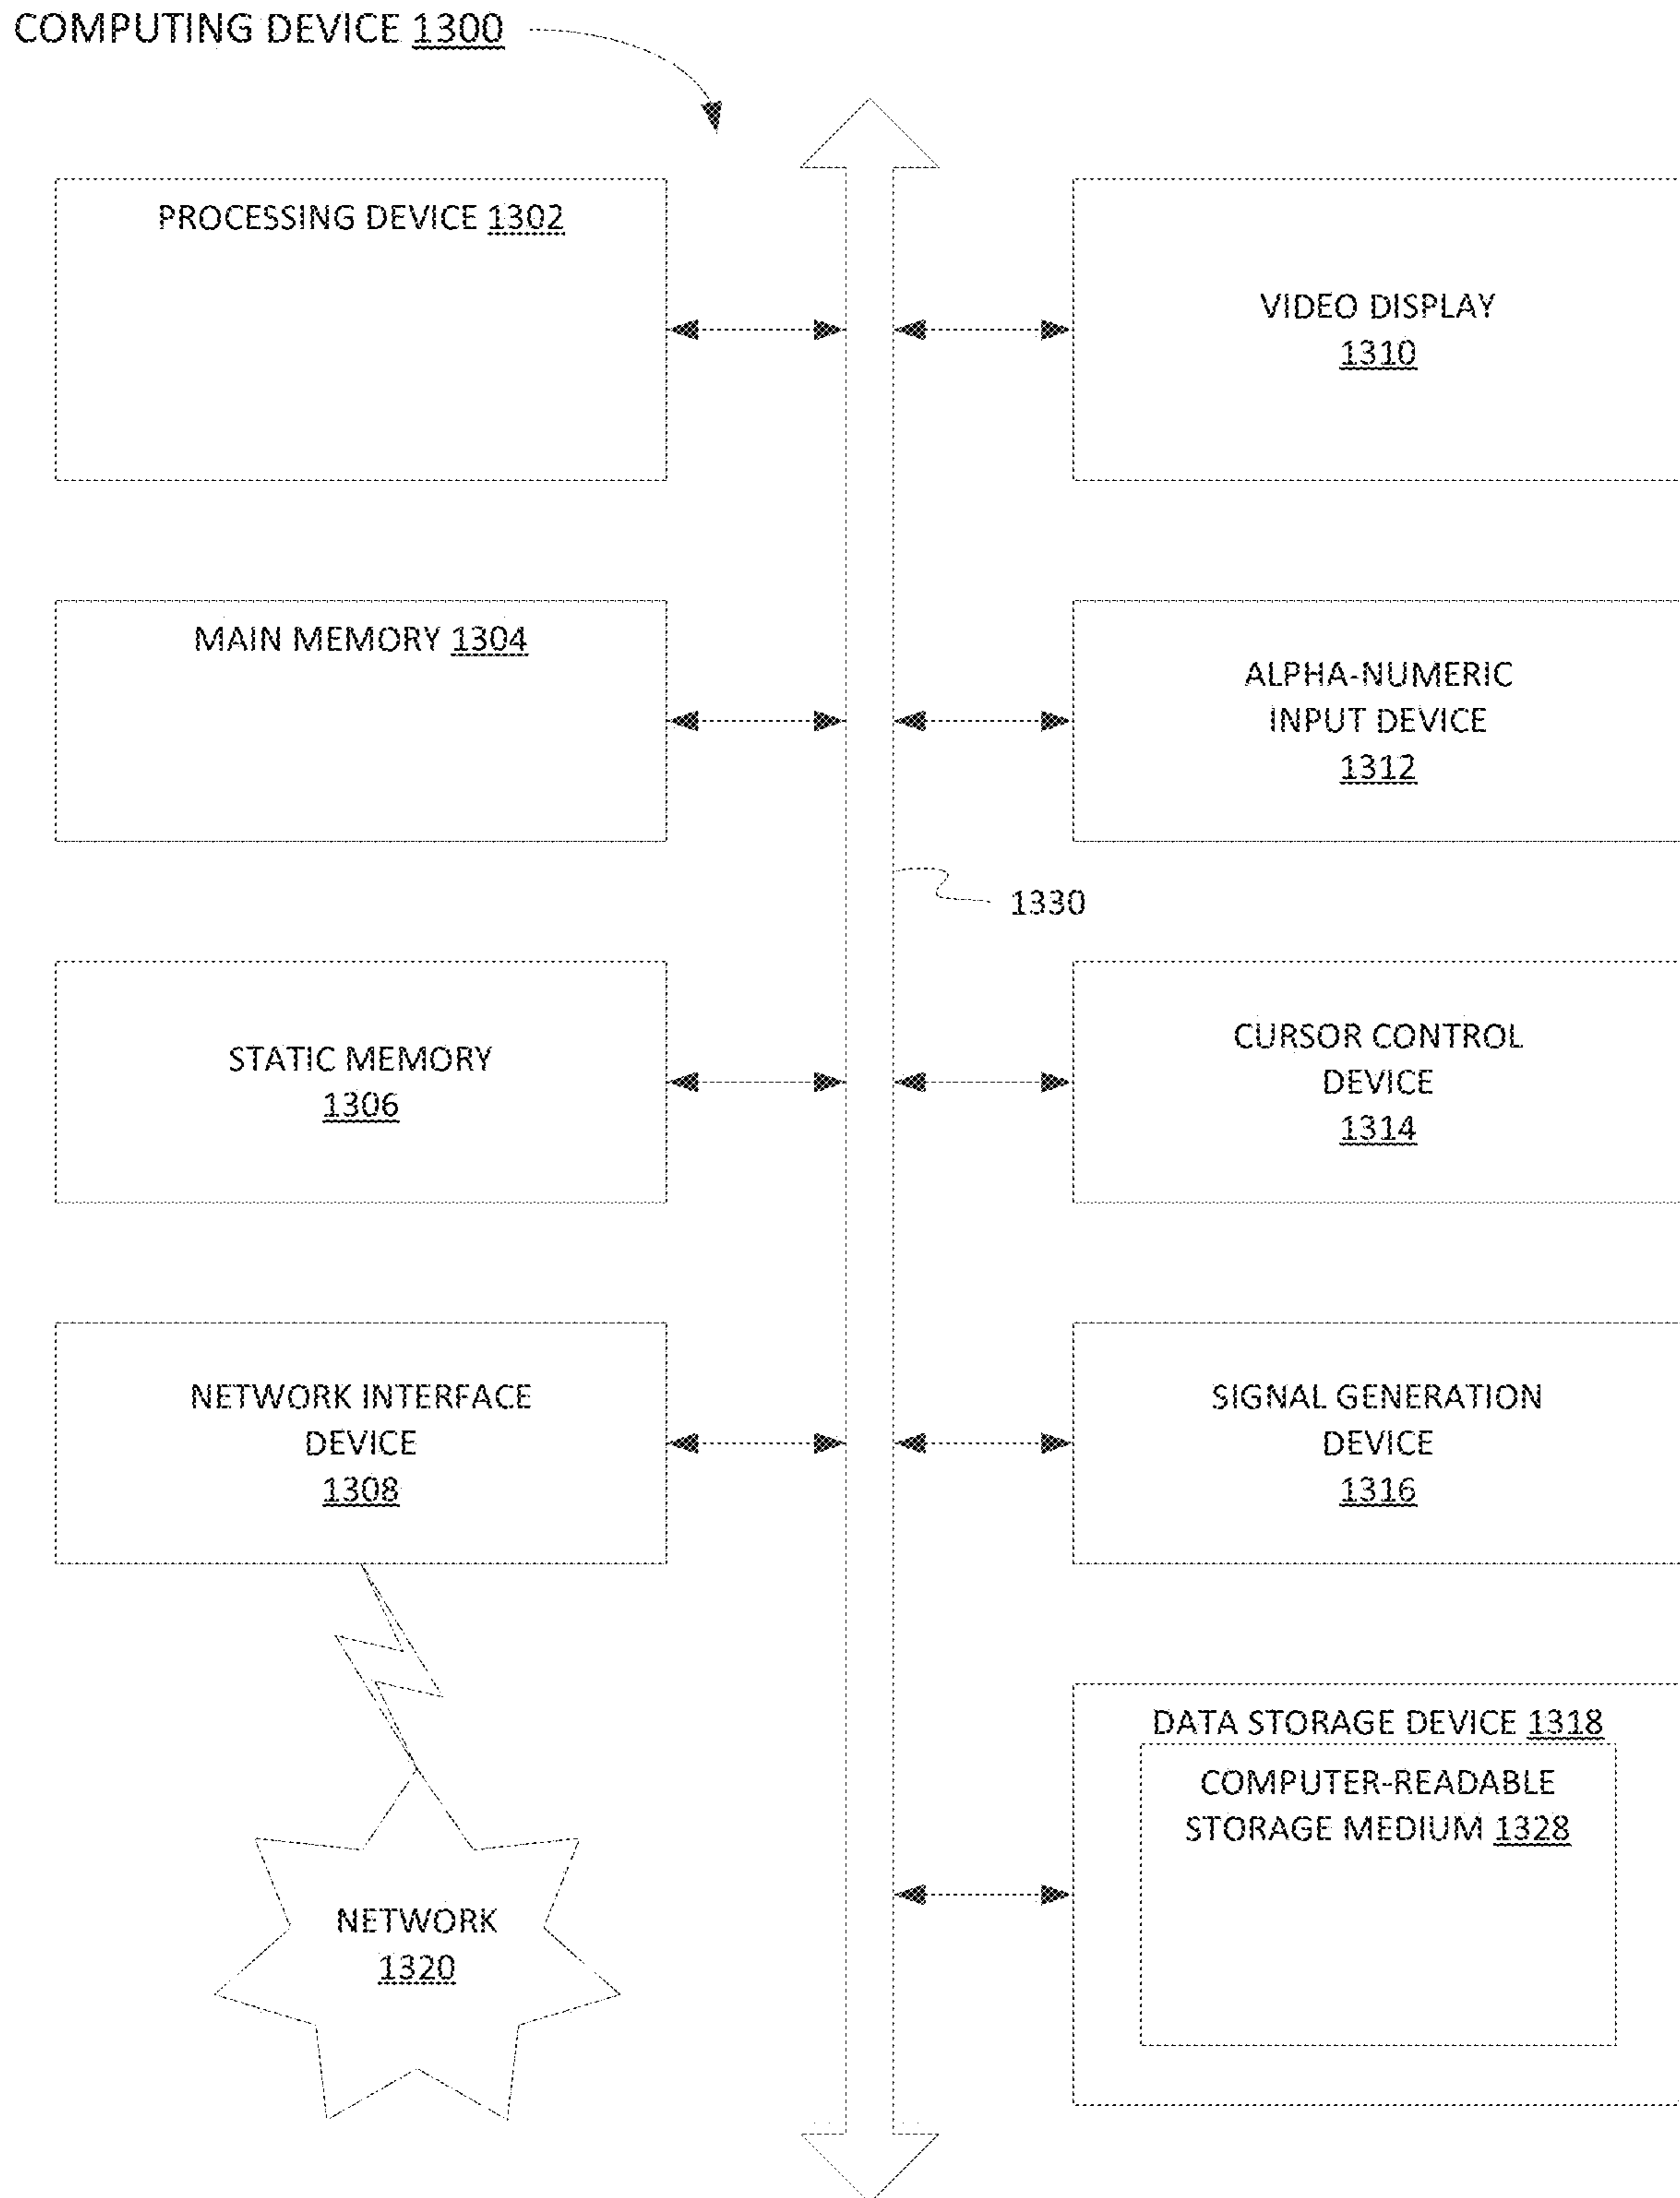 COMPUTING DEVICE 1300
PROCESSING DEVICE 1302
VIDEO DISPLAY
1310
MAIN MEMORY 1304
ALPHA-NUMERIC
INPUT DEVICE
1312
1330
STATIC MEMORY
1306
CURSOR CONTROL
DEVICE
1314
NETWORK INTERFACE
DEVICE
1308
SIGNAL GENERATION
DEVICE
1316
DATA STORAGE DEVICE 1318
COMPUTER-READABLE
STORAGE MEDIUM 1328
NETWORK
1320